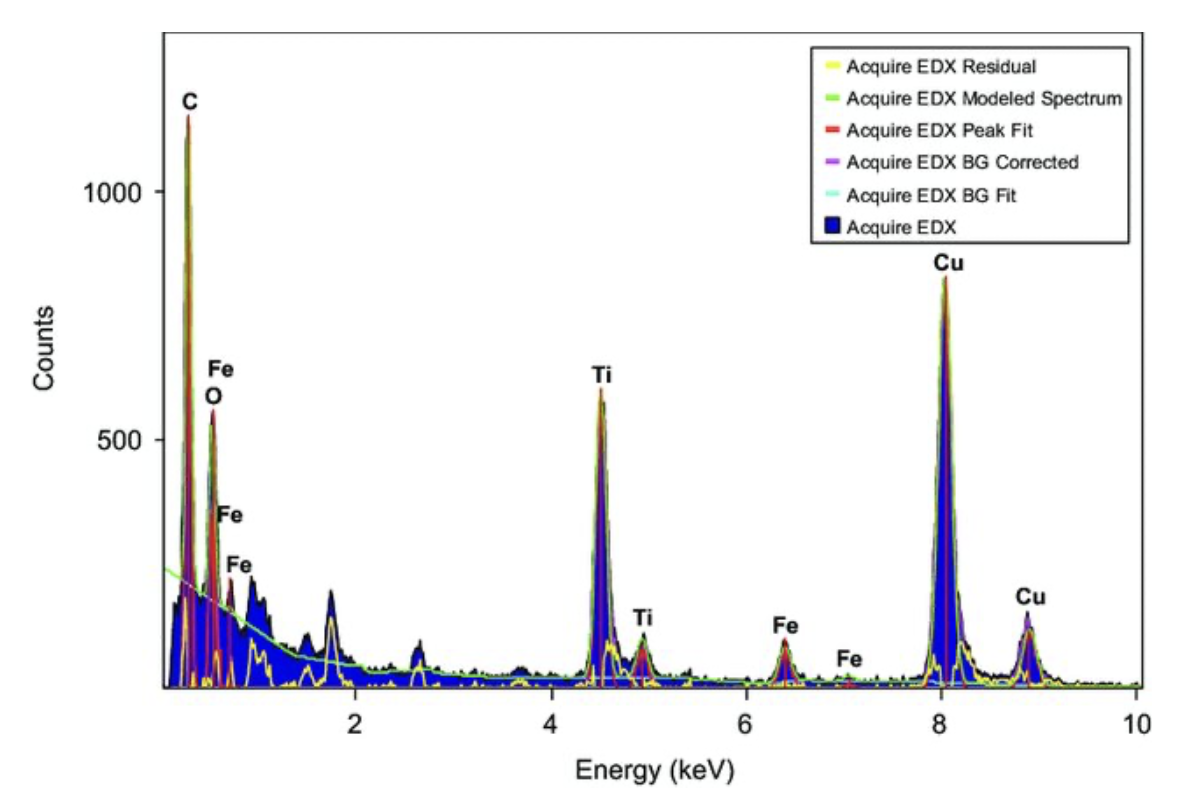 Acquire EDX Residual
Acquire EDX Modeled Spectrum
Acquire EDX Peak Fit
Acquire EDX BG Corrected
Acquire EDX BG Fit
Acquire EDX
C
Fe
O
Fe
Fe
Ti
Ti
Fe
Fe
Cu
Cu
1000
500
Counts
2 4 6 8 10
Energy (keV)